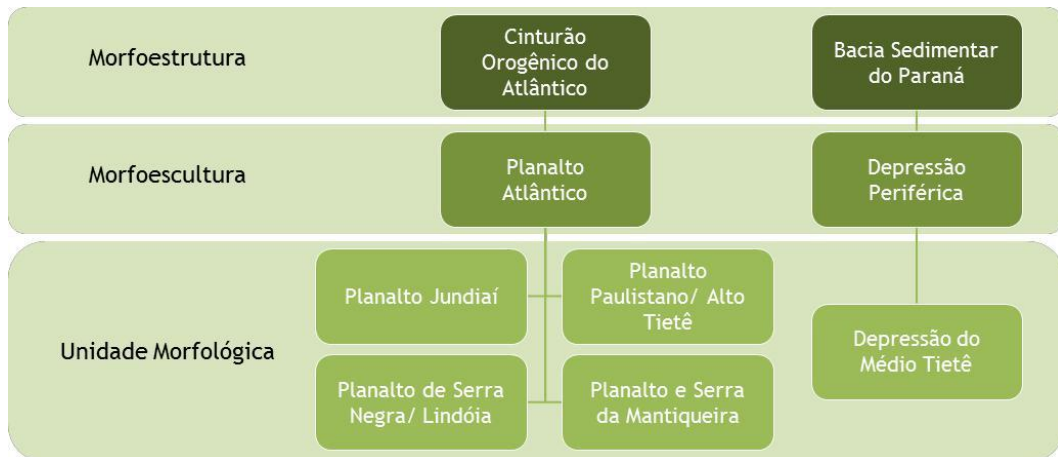 Morfoestrutura
Cinturão
Orogênico do
Atlântico
Bacia Sedimentar
do Paraná
Morfoescultura
Planalto
Atlântico
Depressão
Periférica
Unidade Morfológica
Planalto Jundiaí
Planalto
Paulistano/ Alto
Tietê
Planalto de Serra
Negra/ Lindóia
Planalto e Serra
da Mantiqueira
Depressão do
Médio Tietê